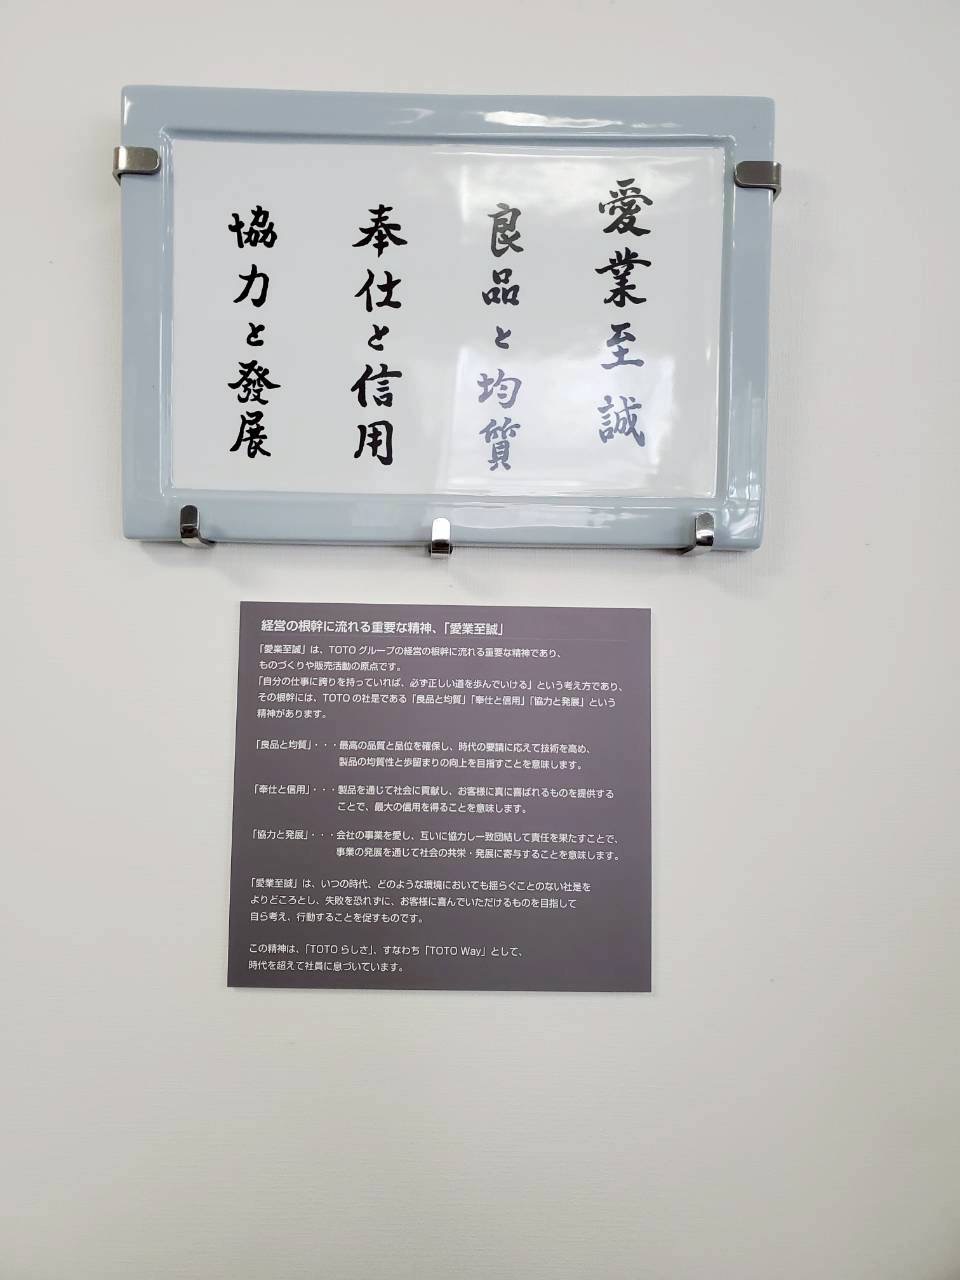 愛業至誠
良品と均質
奉仕と信用
協力と發展
経営の根幹に流れる重要な精神、「愛業至誠」
「愛業至誠」は、TOTOグループの経営の根幹に流れる重要な精神であり、
ものづくりや販売活動の原点です。
「自分の仕事に誇りを持っていれば、必ず正しい道を歩んでいける」という考え方であり、
その根幹には、TOTOの社是である「良品と均質」「奉仕と信用」「協力と発展」という
精神があります。
「良品と均質」・・・最高の品質と品位を確保し、時代の要請に応えて技術を高め、
製品の均質性と歩留まりの向上を目指すことを意味します。
「奉仕と信用」・・・製品を通じて社会に貢献し、お客様に真に喜ばれるものを提供する
ことで、最大の信用を得ることを意味します。
「協力と発展」・・・会社の事業を愛し、互いに協力し一致団結して責任を果たすことで、
事業の発展を通じて社会の共栄・発展に寄与することを意味します。
「愛業至誠」は、いつの時代、どのような環境においても揺らぐことのない社是を
よりどころとし、失敗を恐れずに、お客様に喜んでいただけるものを目指して
自ら考え、行動することを促すものです。
この精神は、「TOTOらしさ」、すなわち「TOTO Way」として、
時代を超えて社員に息づいています。